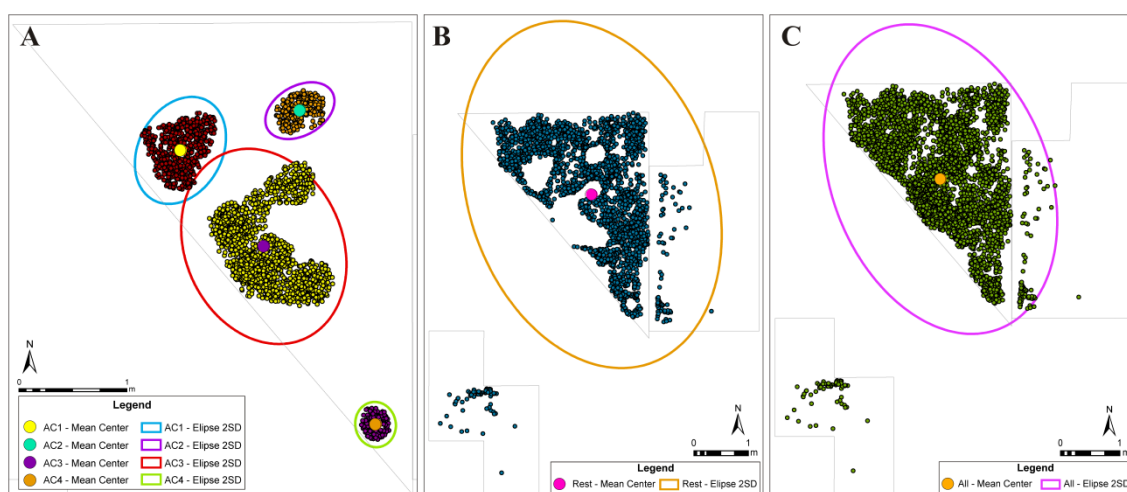 A
N
0 1
m
Legend
AC1 - Mean Center AC1 - Elipse 2SD
AC2 - Mean Center AC2 - Elipse 2SD
AC3 - Mean Center AC3 - Elipse 2SD
AC4 - Mean Center AC4 - Elipse 2SD
B
N
0 1
m
Legend
Rest - Mean Center Rest - Elipse 2SD
C
N
0 1
m
Legend
All - Mean Center All - Elipse 2SD